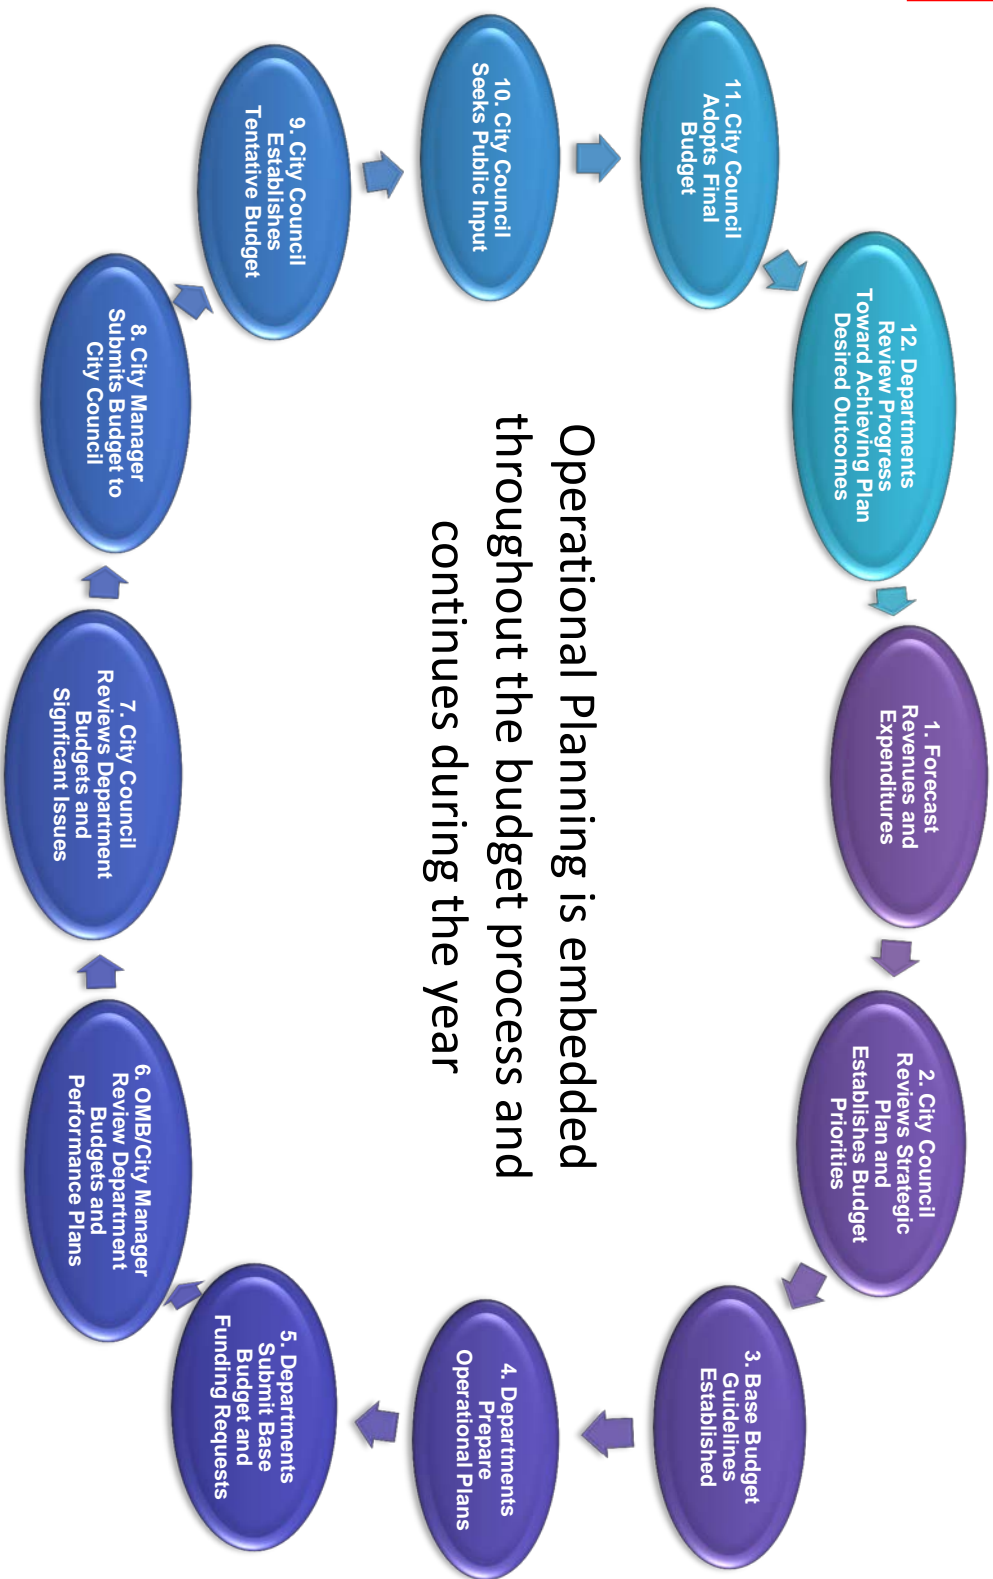 Operational Planning is embedded
throughout the budget process and
continues during the year
1. Forecast
Revenues and
Expenditures
2. City Council
Reviews Strategic
Plan and
Establishes Budget
Priorities
3. Base Budget
Guidelines
Established
4. Departments
Prepare
Operational Plans
5. Departments
Submit Base
Budget and
Funding Requests
6. OMB/City Manager
Review Department
Budgets and
Performance Plans
7. City Council
Reviews Department
Budgets and
Signficant Issues
8. City Manager
Submits Budget to
City Council
9. City Council
Establishes
Tentative Budget
10. City Council
Seeks Public Input
11. City Council
Adopts Final
Budget
12. Departments
Review Progress
Toward Achieving Plan
Desired Outcomes